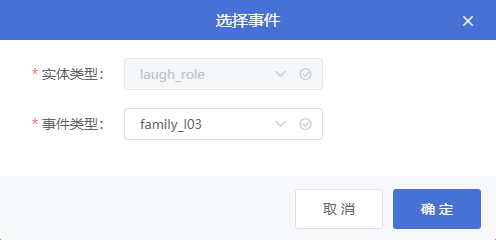 选择事件
* 实体类型： laugh_role
* 事件类型： family_l03
取 消 确 定